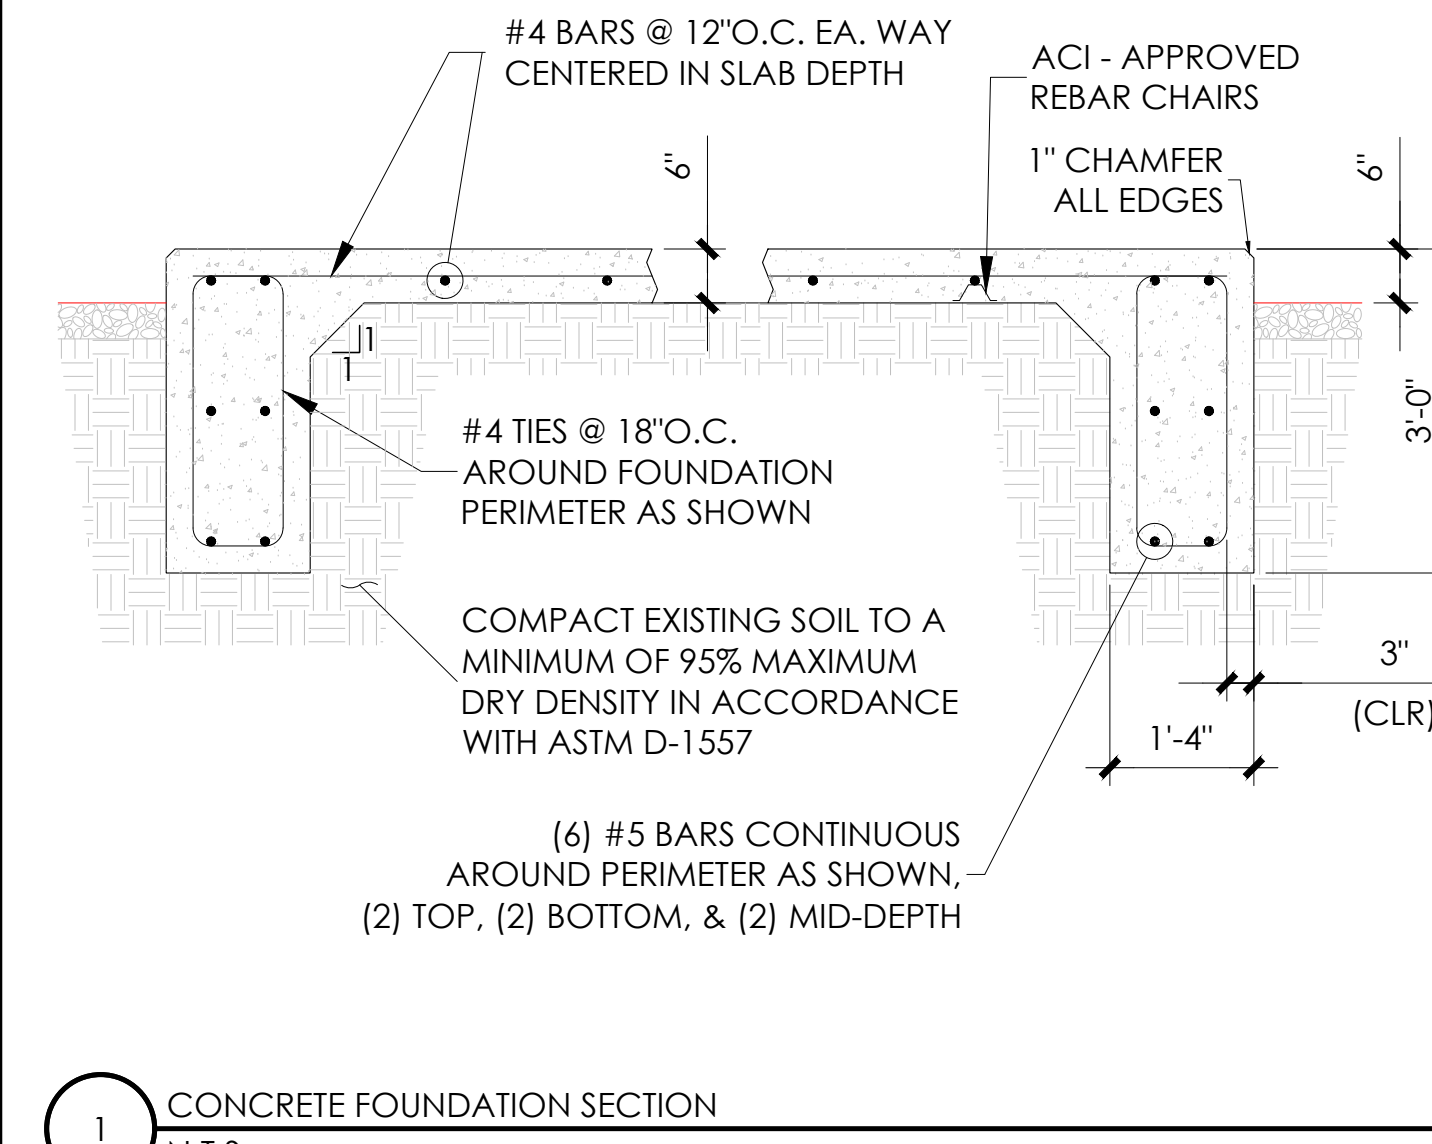 #4 BARS @ 12"O.C. EA. WAY
CENTERED IN SLAB DEPTH
ACI - APPROVED
REBAR CHAIRS
1" CHAMFER
ALL EDGES
6"
6"
1
1
3'-0"
#4 TIES @ 18"O.C.
AROUND FOUNDATION
PERIMETER AS SHOWN
COMPACT EXISTING SOIL TO A
MINIMUM OF 95% MAXIMUM
DRY DENSITY IN ACCORDANCE
WITH ASTM D-1557
3"
(CLR)
1'-4"
(6) #5 BARS CONTINUOUS
AROUND PERIMETER AS SHOWN,
(2) TOP, (2) BOTTOM, & (2) MID-DEPTH
1
CONCRETE FOUNDATION SECTION